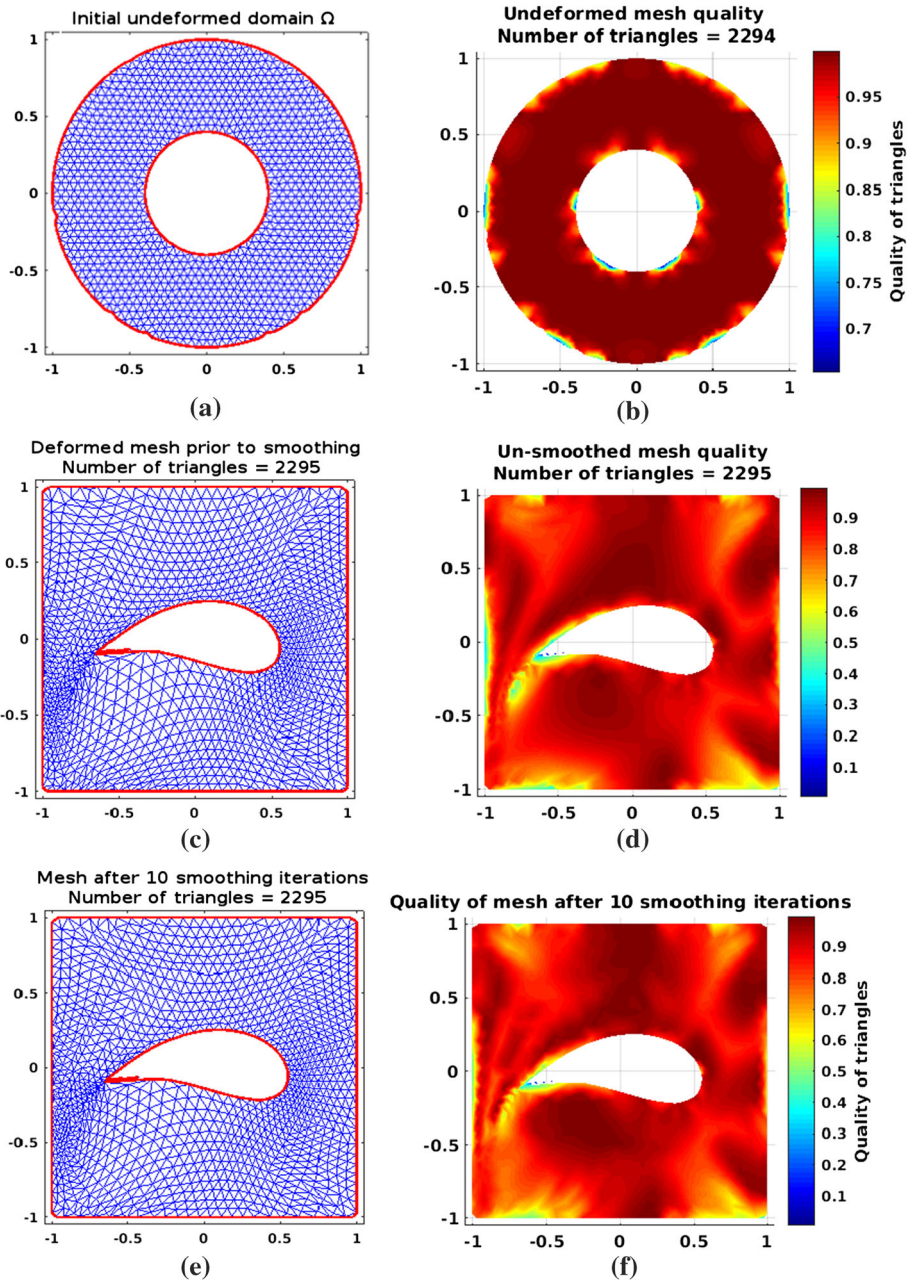 Initial undeformed domain Ω
1
0.5
0
-0.5
-1
-1 -0.5 0 0.5 1
(a)
Undeformed mesh quality
Number of triangles = 2294
1
0.5
0
-0.5
-1
-1 -0.5 0 0.5 1
0.95
0.9
0.85
0.8
0.75
0.7
Quality of triangles
(b)
Deformed mesh prior to smoothing
Number of triangles = 2295
1
0.5
0
-0.5
-1
-1 -0.5 0 0.5 1
(c)
Un-smoothed mesh quality
Number of triangles = 2295
1
0.5
0
-0.5
-1
-1 -0.5 0 0.5 1
0.9
0.8
0.7
0.6
0.5
0.4
0.3
0.2
0.1
(d)
Mesh after 10 smoothing iterations
Number of triangles = 2295
1
0.5
0
-0.5
-1
-1 -0.5 0 0.5 1
(e)
Quality of mesh after 10 smoothing iterations
1
0.5
0
-0.5
-1
-1 -0.5 0 0.5 1
0.9
0.8
0.7
0.6
0.5
0.4
0.3
0.2
0.1
Quality of triangles
(f)